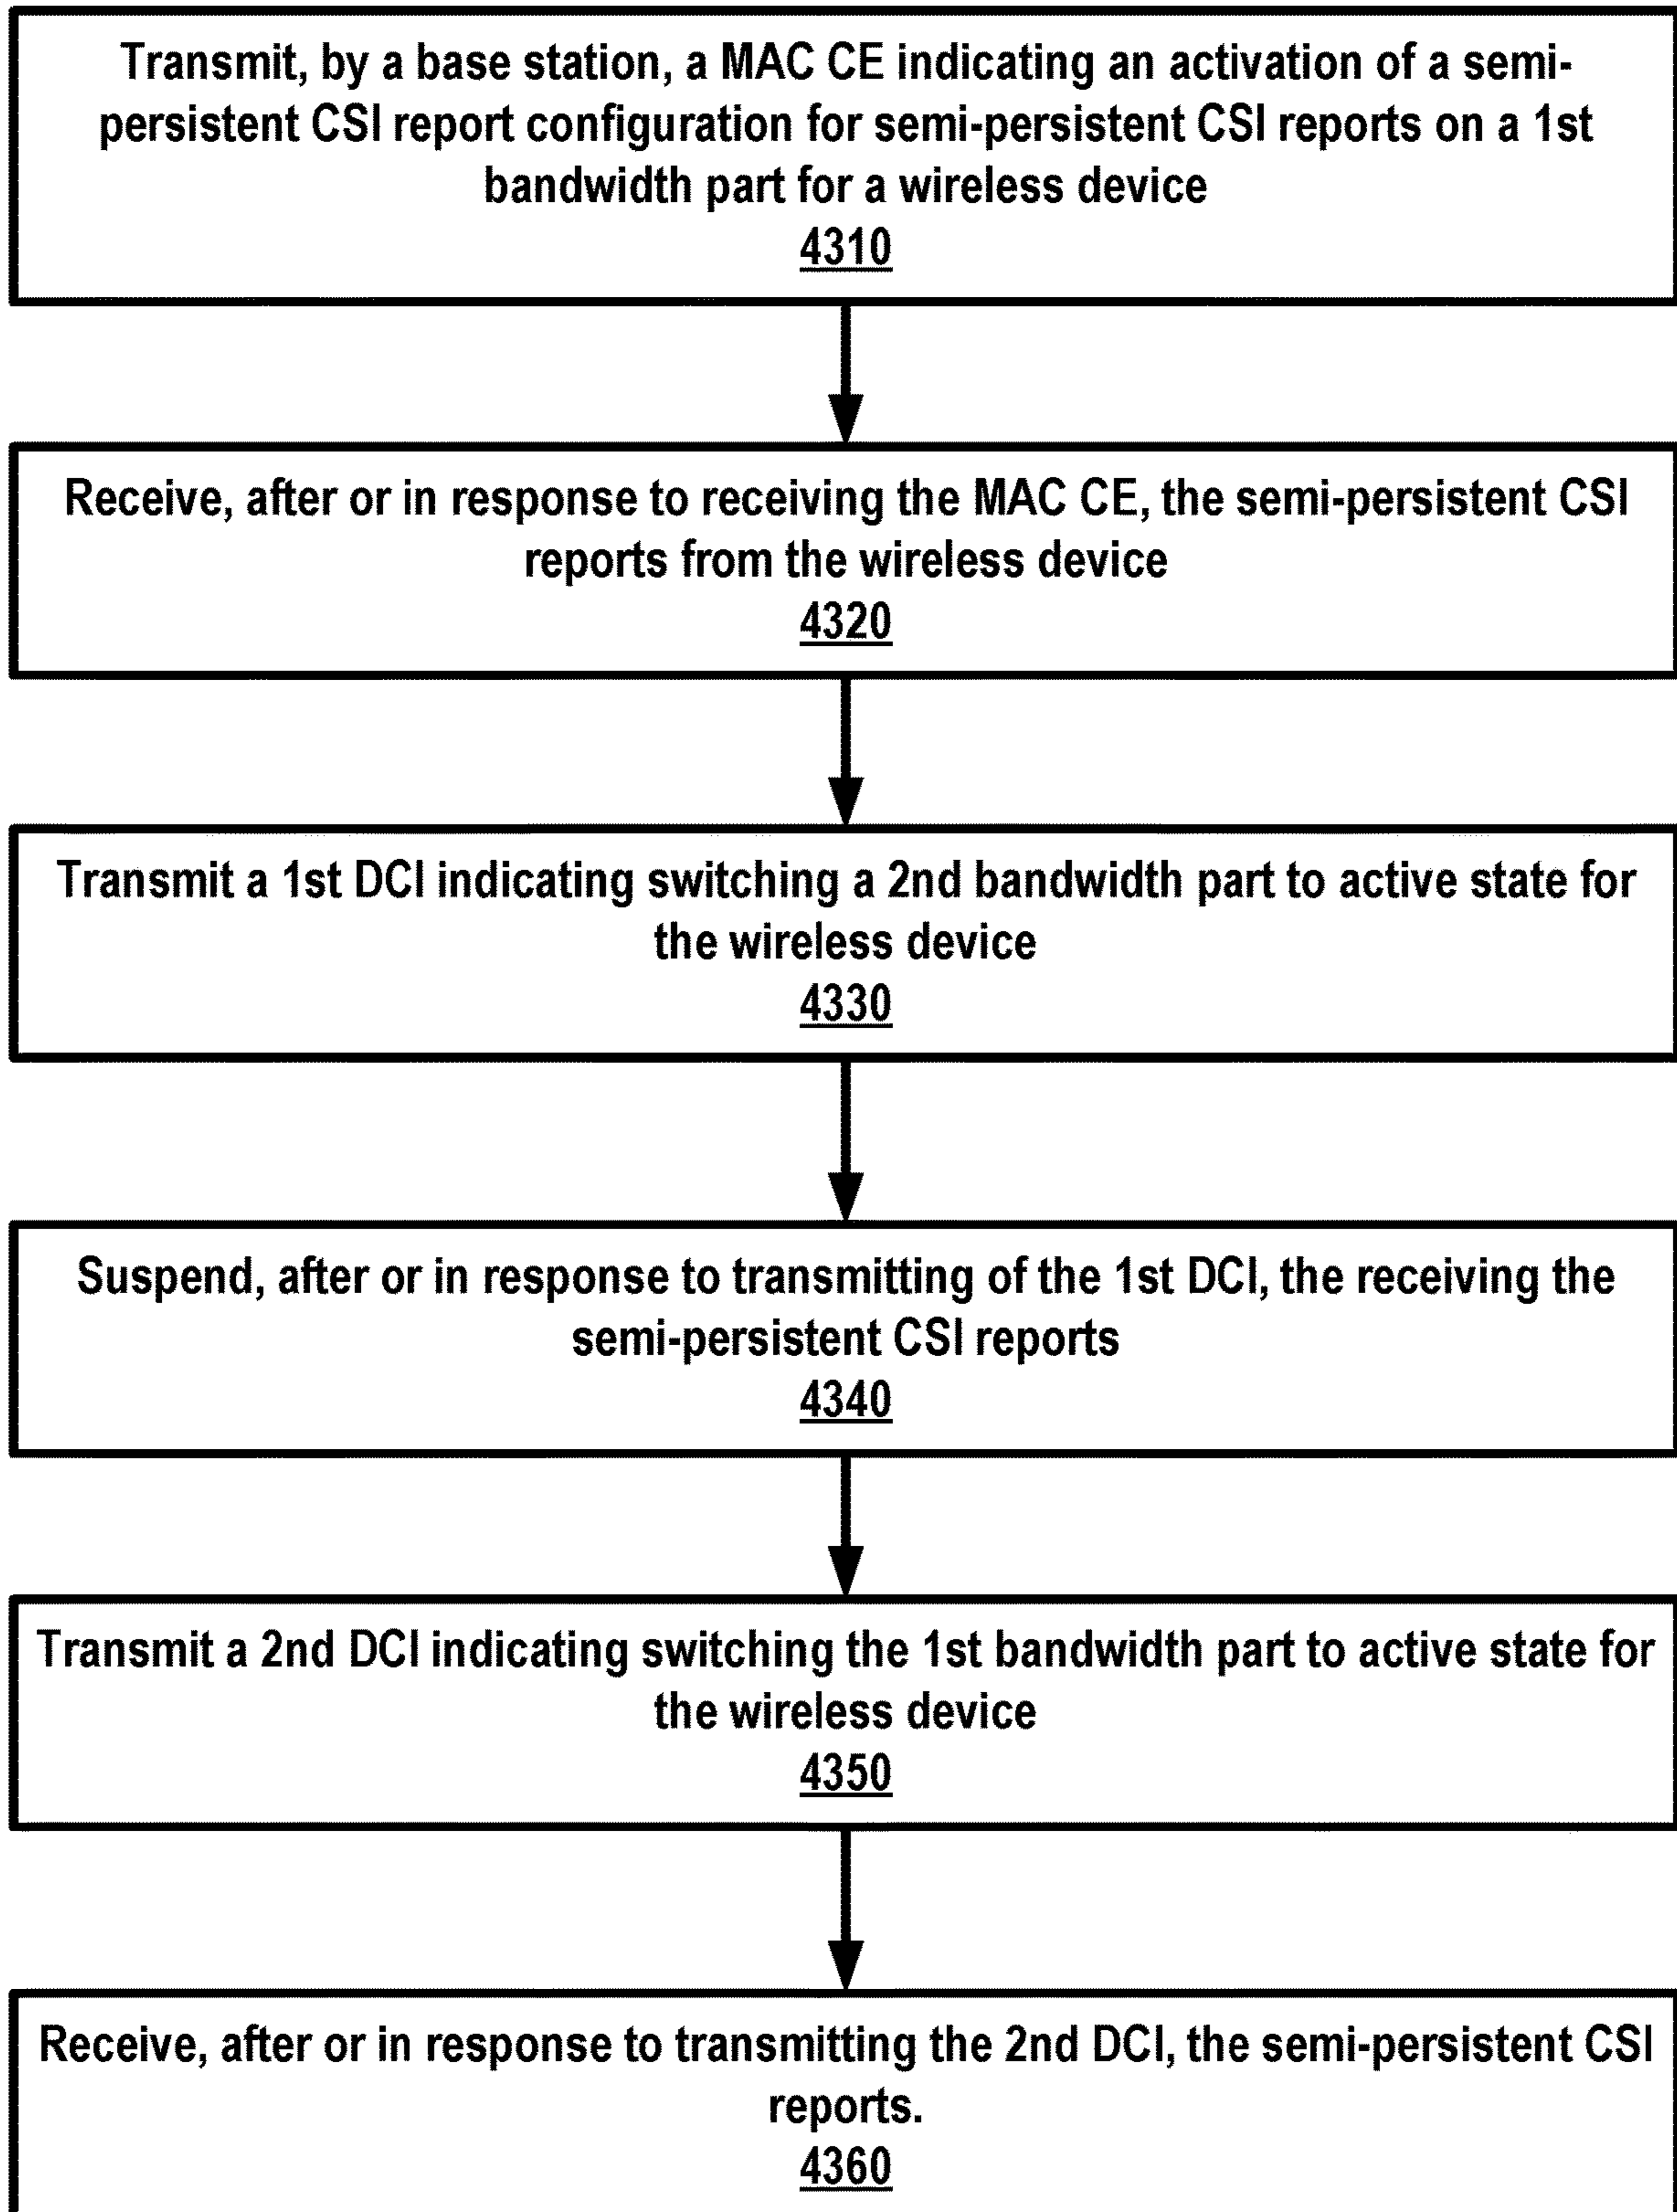 Transmit, by a base station, a MAC CE indicating an activation of a semi-
persistent CSI report configuration for semi-persistent CSI reports on a 1st
bandwidth part for a wireless device
4310
Receive, after or in response to receiving the MAC CE, the semi-persistent CSI
reports from the wireless device
4320
Transmit a 1st DCI indicating switching a 2nd bandwidth part to active state for
the wireless device
4330
Suspend, after or in response to transmitting of the 1st DCI, the receiving the
semi-persistent CSI reports
4340
Transmit a 2nd DCI indicating switching the 1st bandwidth part to active state for
the wireless device
4350
Receive, after or in response to transmitting the 2nd DCI, the semi-persistent CSI
reports.
4360